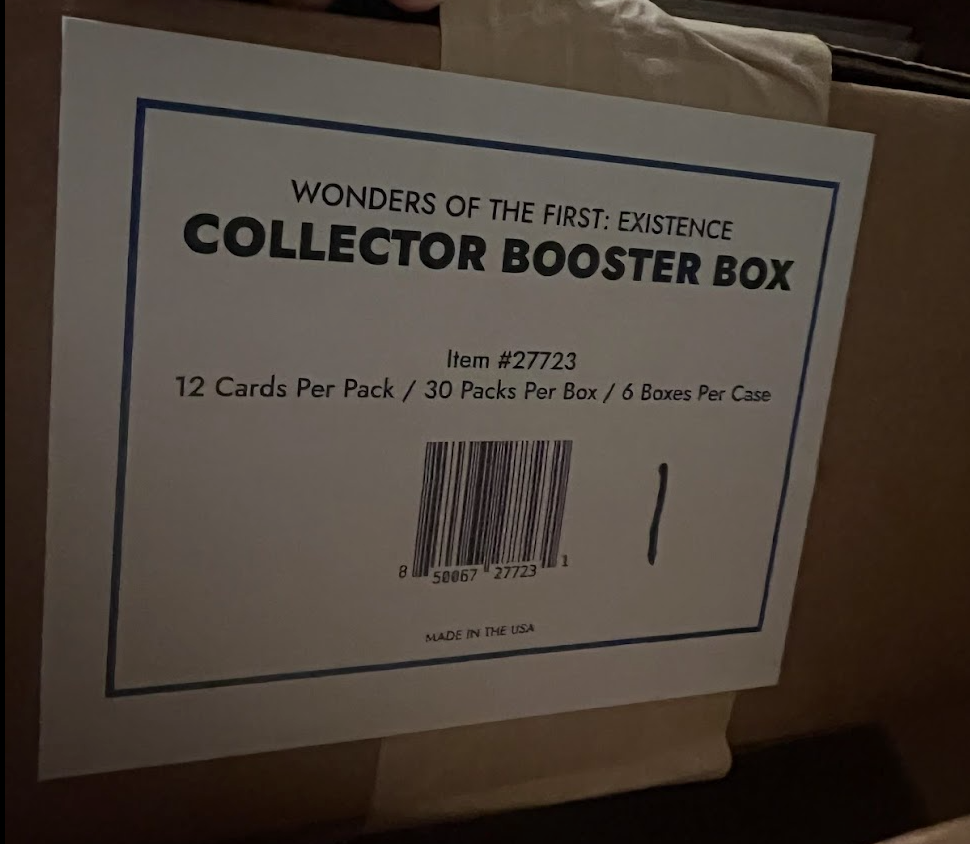 WONDERS OF THE FIRST: EXISTENCE
COLLECTOR BOOSTER BOX
Item #27723
12 Cards Per Pack / 30 Packs Per Box / 6 Boxes Per Case
8 50067 27723 1
1
MADE IN THE USA